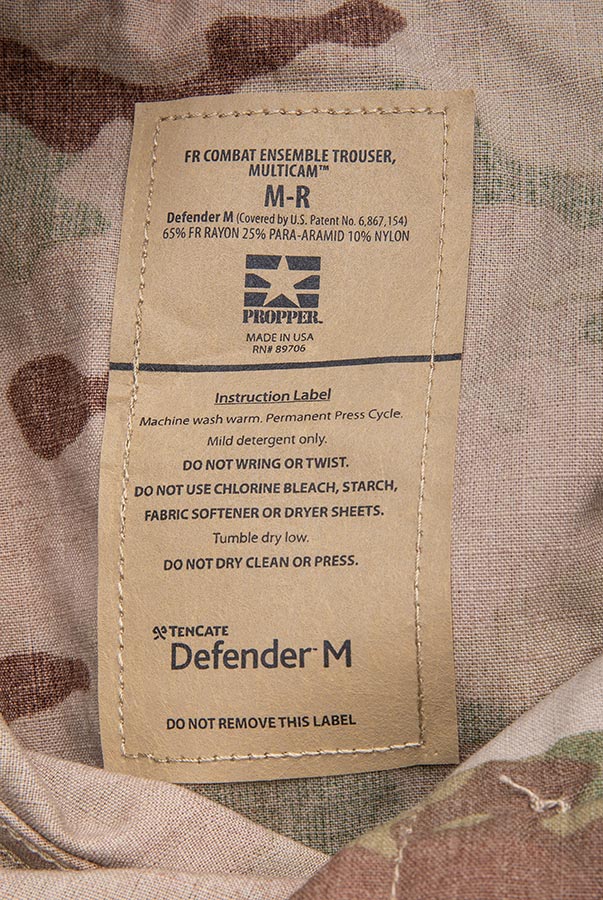 FR COMBAT ENSEMBLE TROUSER,
MULTICAM™
M-R
Defender M (Covered by U.S. Patent No. 6,867,154)
65% FR RAYON 25% PARA-ARAMID 10% NYLON
PROPPER™
MADE IN USA
RN# 89706
Instruction Label
Machine wash warm. Permanent Press Cycle.
Mild detergent only.
DO NOT WRING OR TWIST.
DO NOT USE CHLORINE BLEACH, STARCH,
FABRIC SOFTENER OR DRYER SHEETS.
Tumble dry low.
DO NOT DRY CLEAN OR PRESS.
TENCATE
Defender™ M
DO NOT REMOVE THIS LABEL